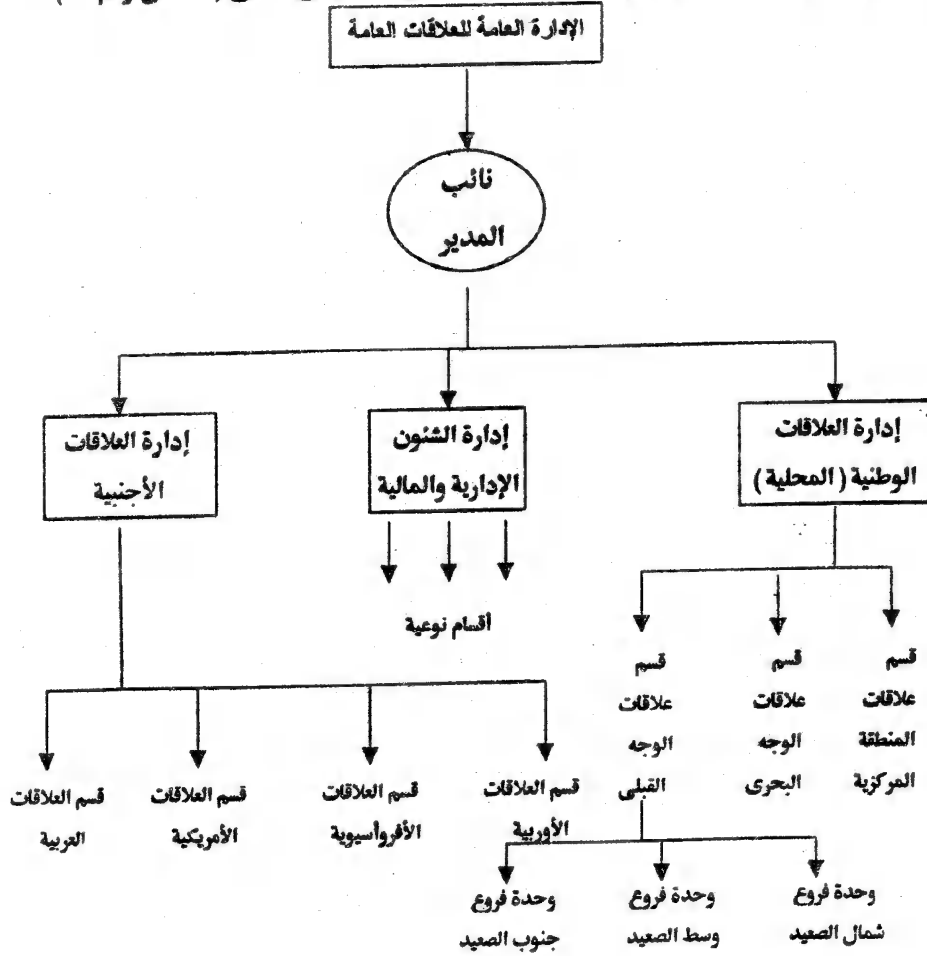 الإدارة العامة للعلاقات العامة
نائب
المدير
إدارة العلاقات
الوطنية (المحلية)
إدارة الشئون
الإدارية والمالية
إدارة العلاقات
الأجنبية
أقسام نوعية
قسم
علاقات
المنطقة
المركزية
قسم
علاقات
الوجه
البحرى
قسم
علاقات
الوجه
القبلى
قسم العلاقات
الأوربية
قسم العلاقات
الأفروآسيوية
قسم العلاقات
الأمريكية
قسم العلاقات
العربية
وحدة فروع
شمال الصعيد
وحدة فروع
وسط الصعيد
وحدة فروع
جنوب الصعيد